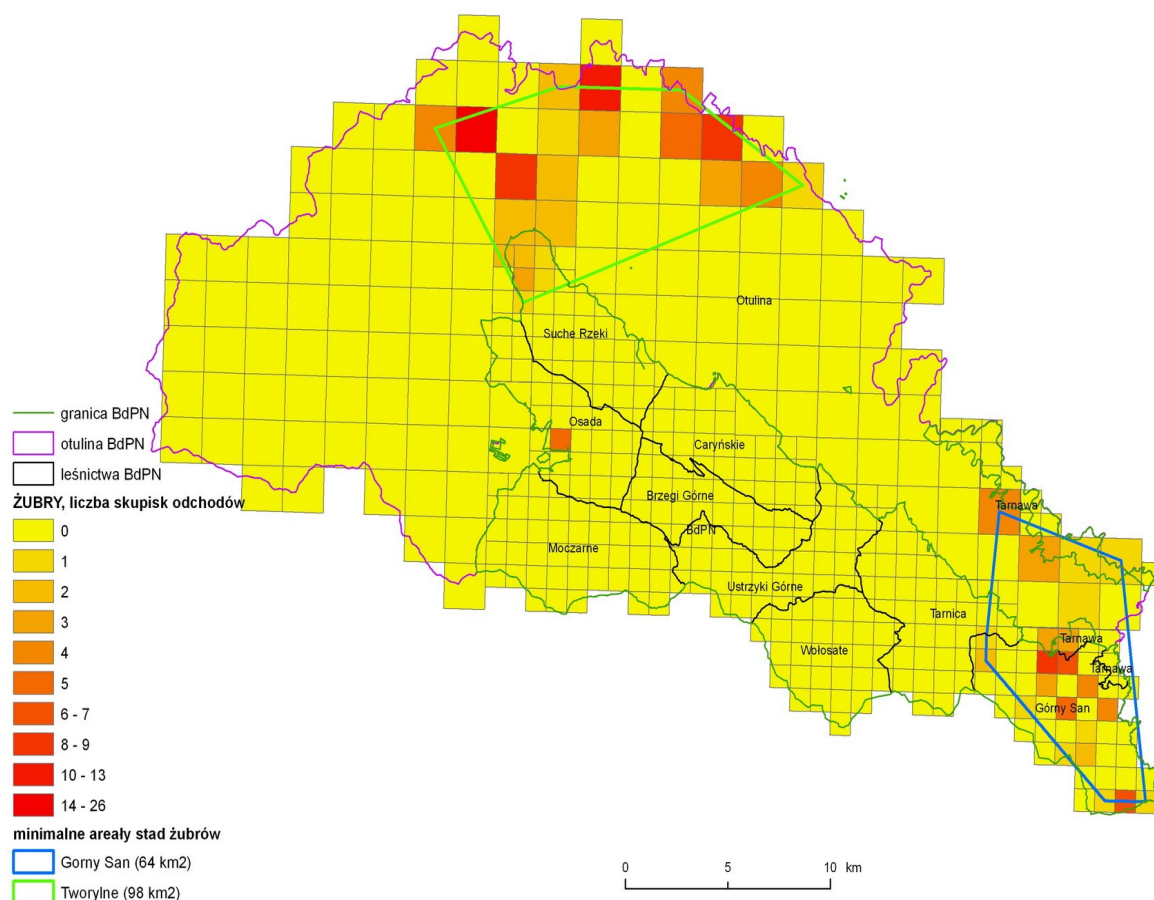 Otulina
Suche Rzeki
Osada
Caryńskie
Brzegi Górne
BdPN
Moczarne
Ustrzyki Górne
Tarnica
Wołosate
Tarnawa
Tarnawa
Tarnawa
Górny San
granica BdPN
otulina BdPN
leśnictwa BdPN
ŻUBRY, liczba skupisk odchodów
0
1
2
3
4
5
6 - 7
8 - 9
10 - 13
14 - 26
minimalne areały stad żubrów
Gorny San (64 km2)
Tworylne (98 km2)
0 5 10 km